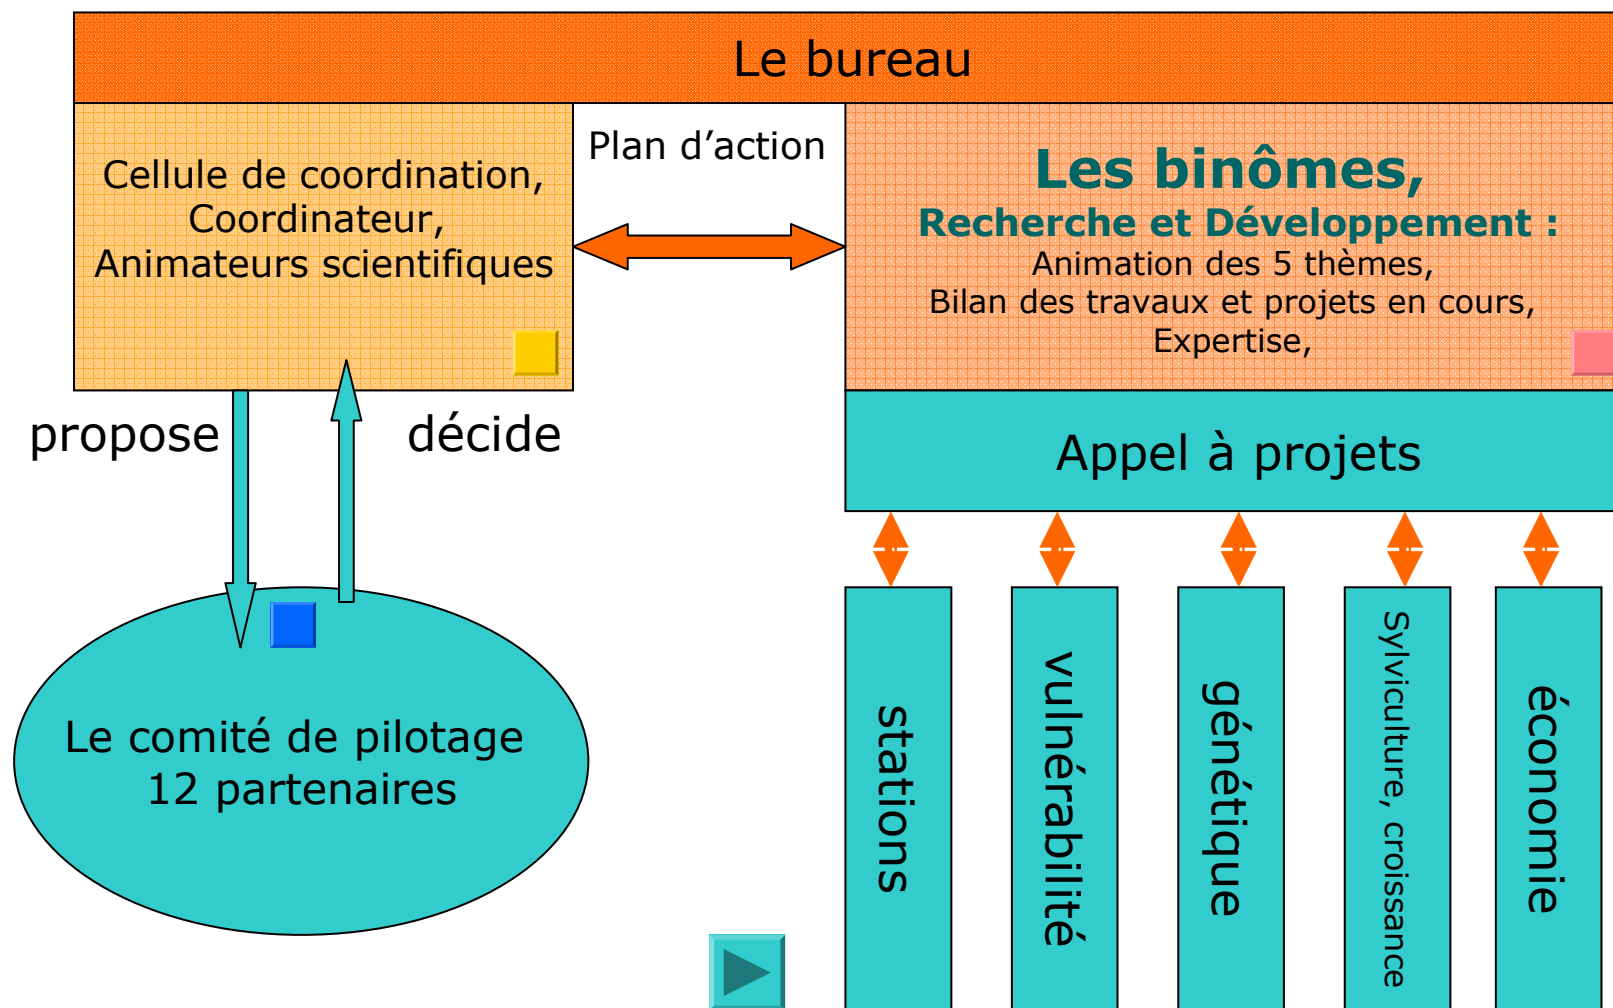 Le bureau
Cellule de coordination,
Coordinateur,
Animateurs scientifiques
Plan d’action
Les binômes,
Recherche et Développement :
Animation des 5 thèmes,
Bilan des travaux et projets en cours,
Expertise,
propose
décide
Appel à projets
Le comité de pilotage
12 partenaires
stations
vulnérabilité
génétique
Sylviculture, croissance
économie